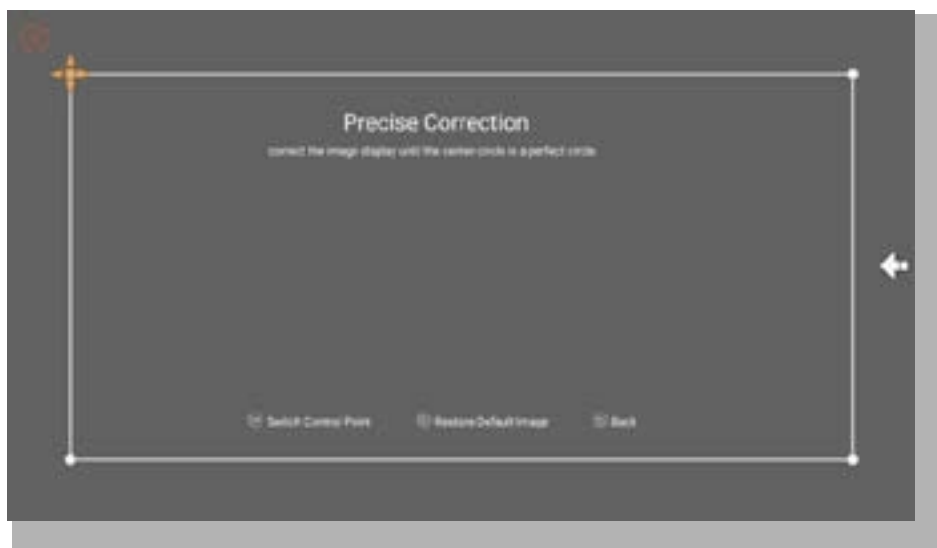 Precise Correction
correct the image display until the center circle is a perfect circle
Switch Control Point
Restore Default Image
Back